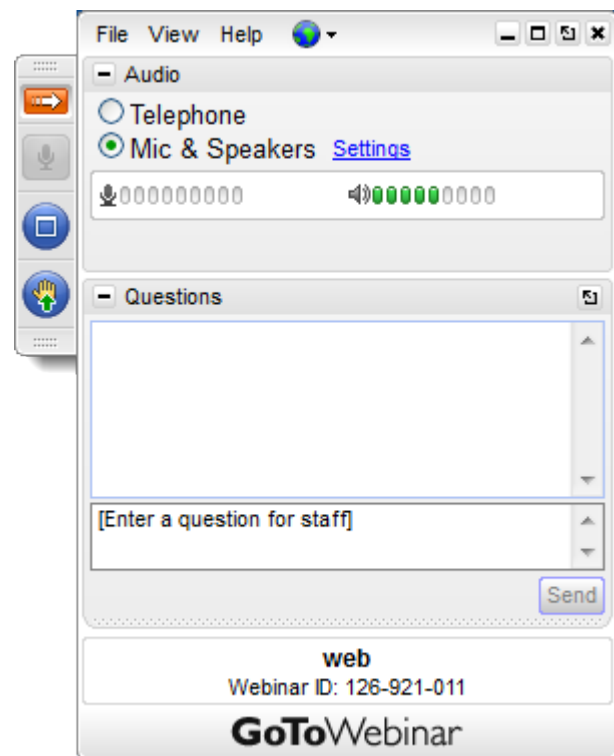 File View Help
Audio
Telephone
Mic & Speakers Settings
Questions
[Enter a question for staff]
Send
web
Webinar ID: 126-921-011
GoToWebinar